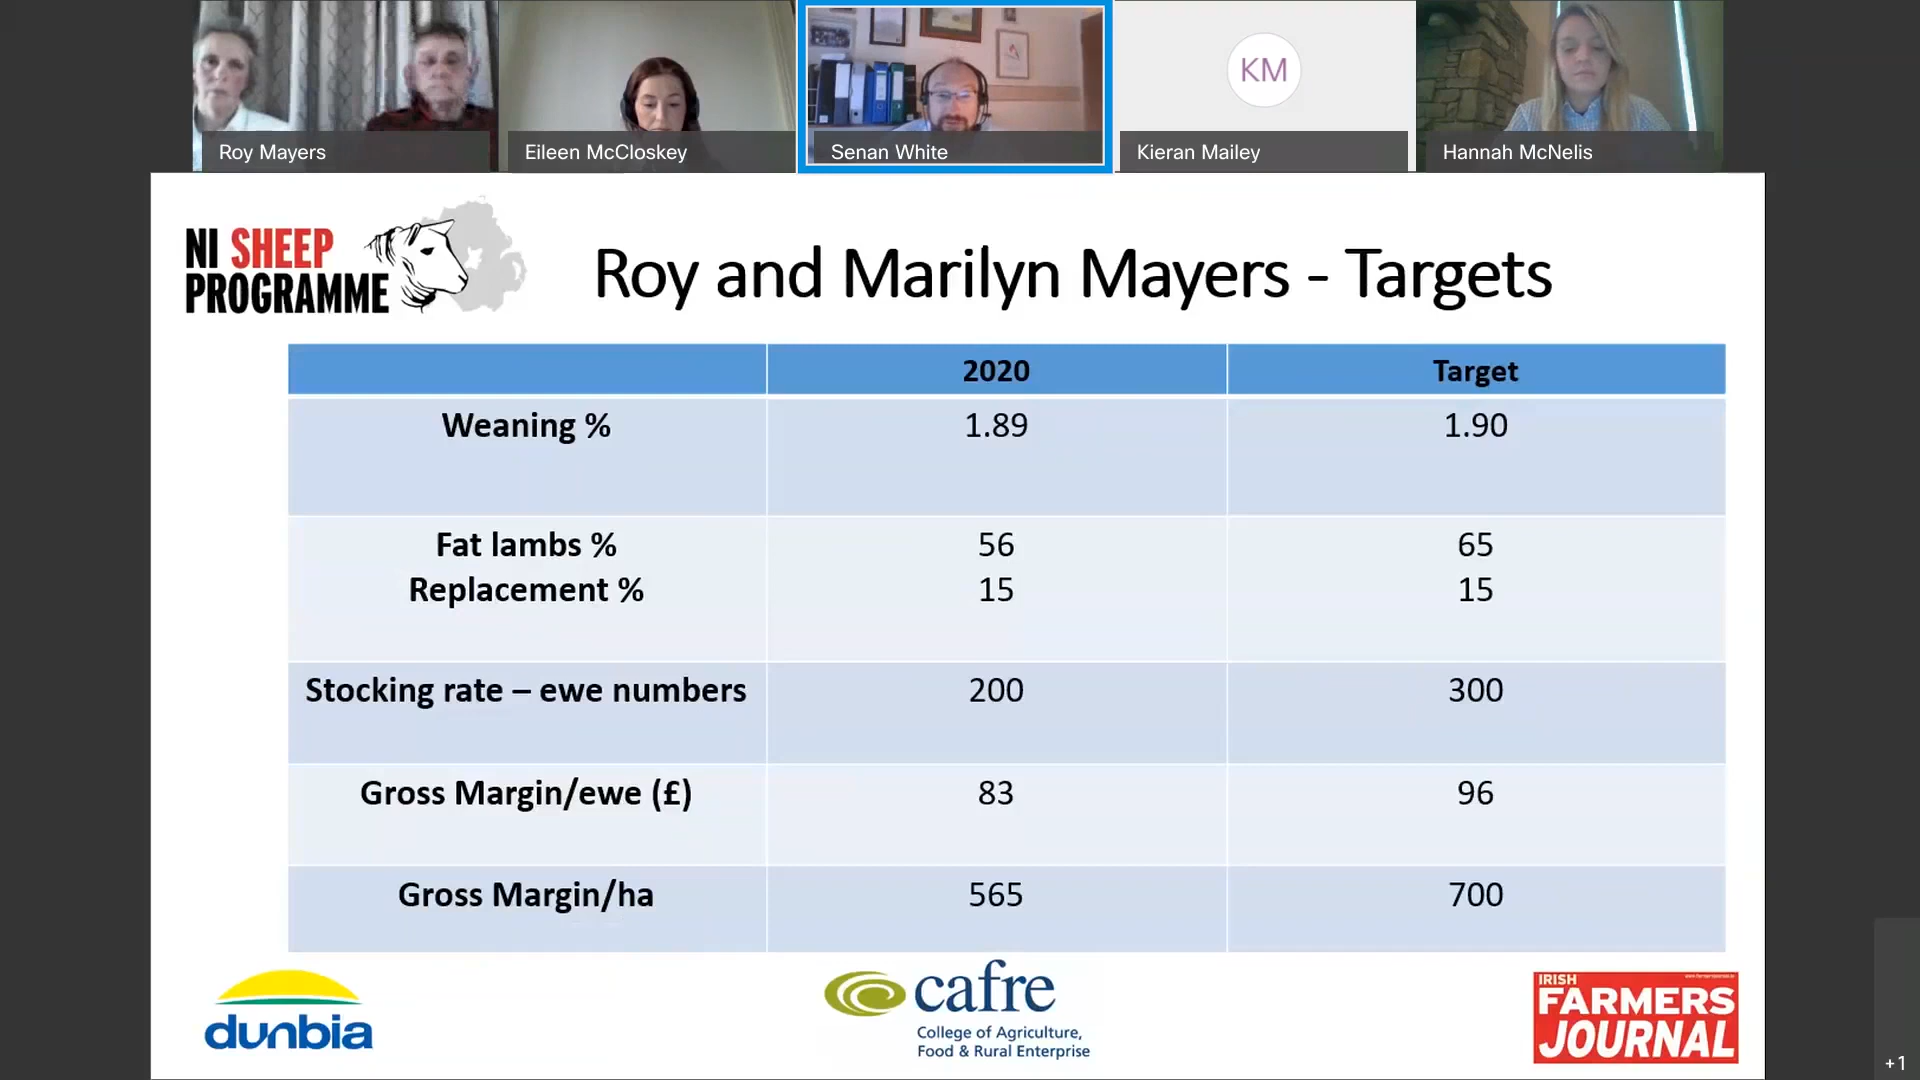 Roy Mayers
Eileen McCloskey
Senan White
KM
Kieran Mailey
Hannah McNelis
NI SHEEP
PROGRAMME
Roy and Marilyn Mayers - Targets
2020 Target
Weaning % 1.89 1.90
Fat lambs % 56 65
Replacement % 15 15
Stocking rate – ewe numbers 200 300
Gross Margin/ewe (£) 83 96
Gross Margin/ha 565 700
dunbia
cafre
College of Agriculture,
Food & Rural Enterprise
IRISH
FARMERS
JOURNAL
+1